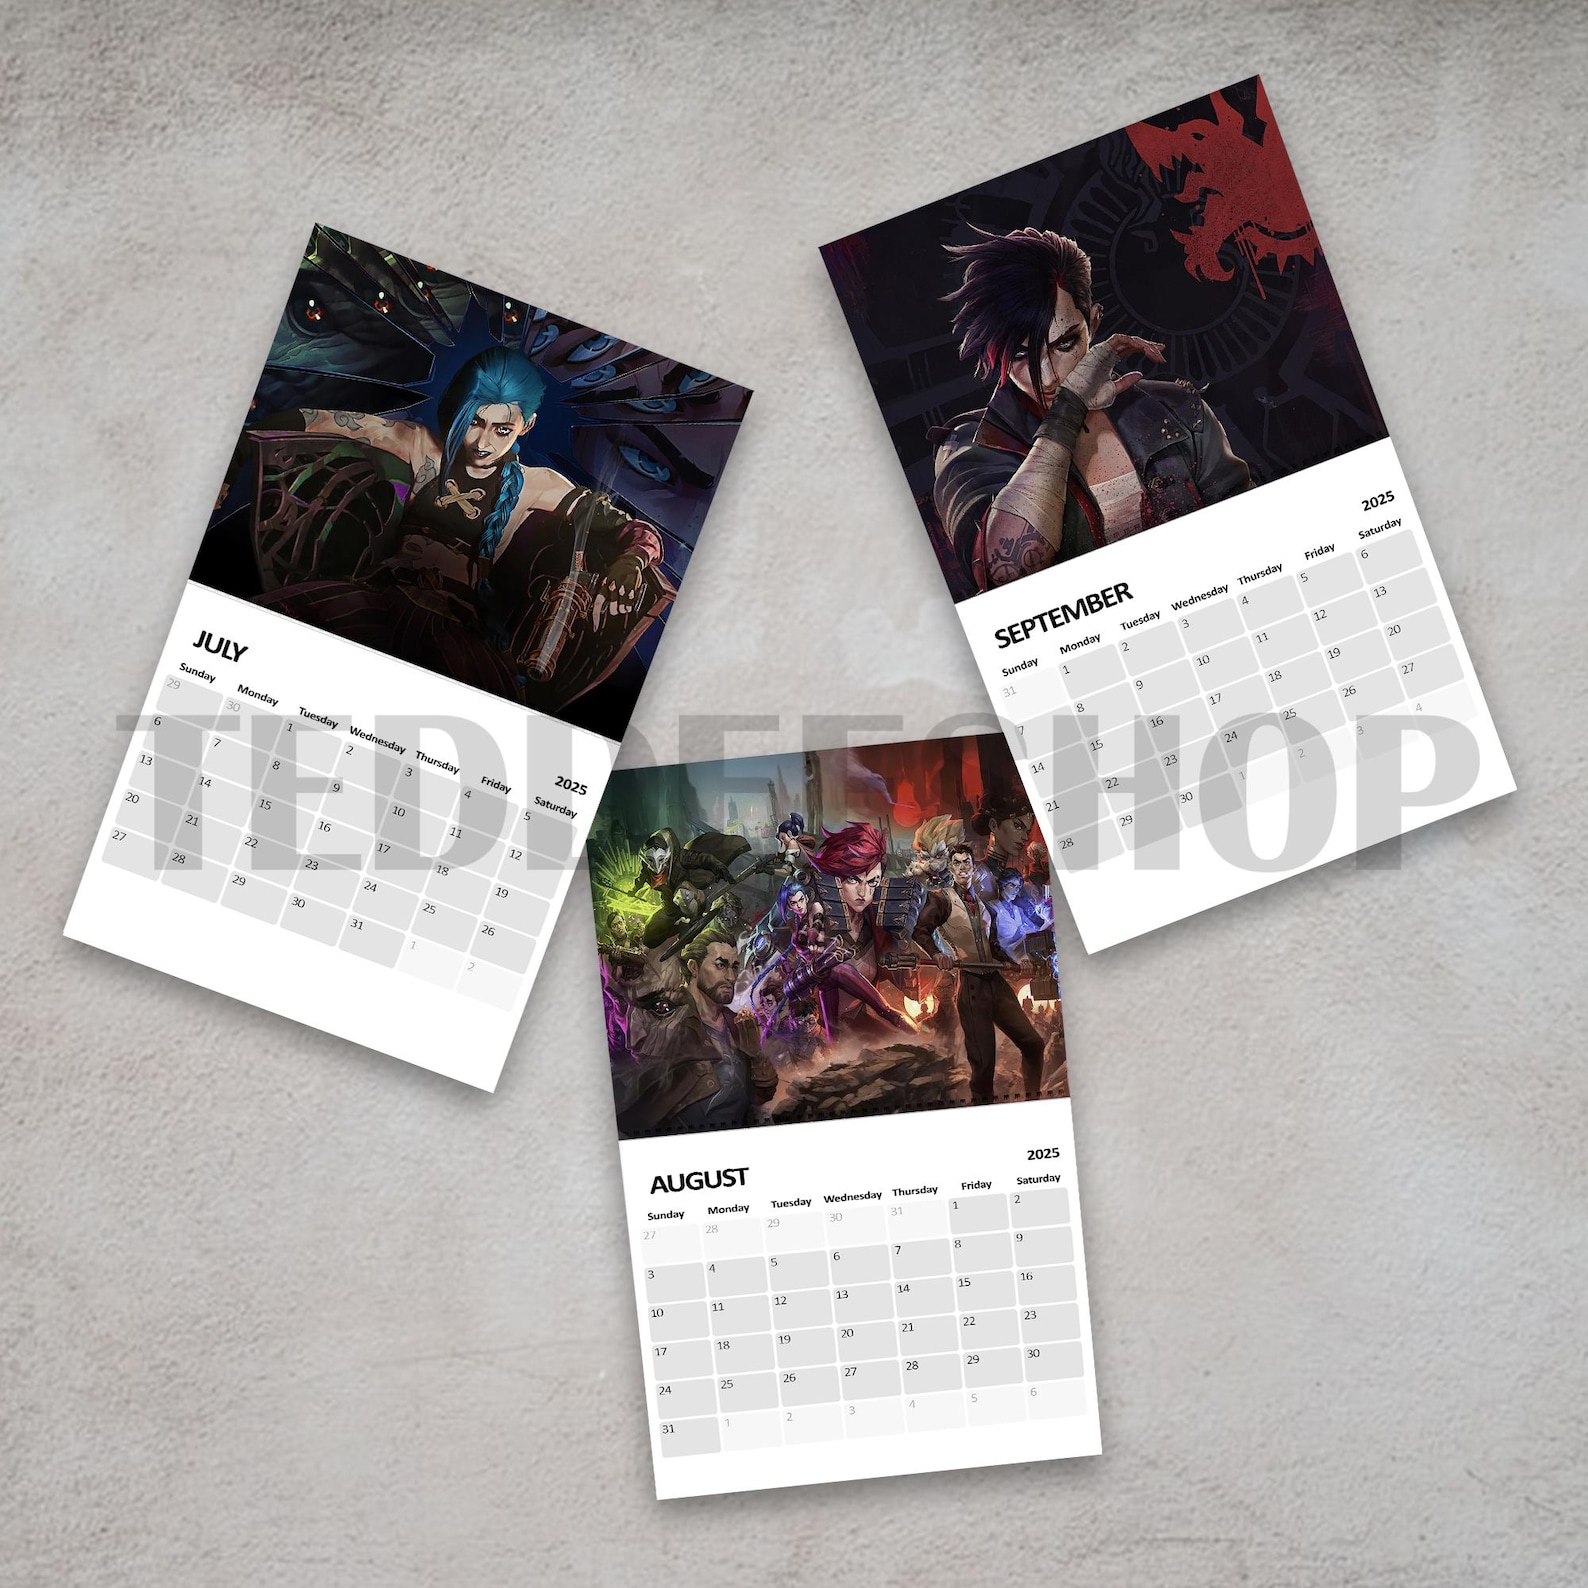 JULY
2025
Sunday Monday Tuesday Wednesday Thursday Friday Saturday
29 30 1 2 3 4 5
6 7 8 9 10 11 12
13 14 15 16 17 18 19
20 21 22 23 24 25 26
27 28 29 30 31 1 2
SEPTEMBER
2025
Sunday Monday Tuesday Wednesday Thursday Friday Saturday
31 1 2 3 4 5 6
7 8 9 10 11 12 13
14 15 16 17 18 19 20
21 22 23 24 25 26 27
28 29 30 1 2 3 4
TEDDEESHOP
AUGUST
2025
Sunday Monday Tuesday Wednesday Thursday Friday Saturday
27 28 29 30 31 1 2
3 4 5 6 7 8 9
10 11 12 13 14 15 16
17 18 19 20 21 22 23
24 25 26 27 28 29 30
31 1 2 3 4 5 6